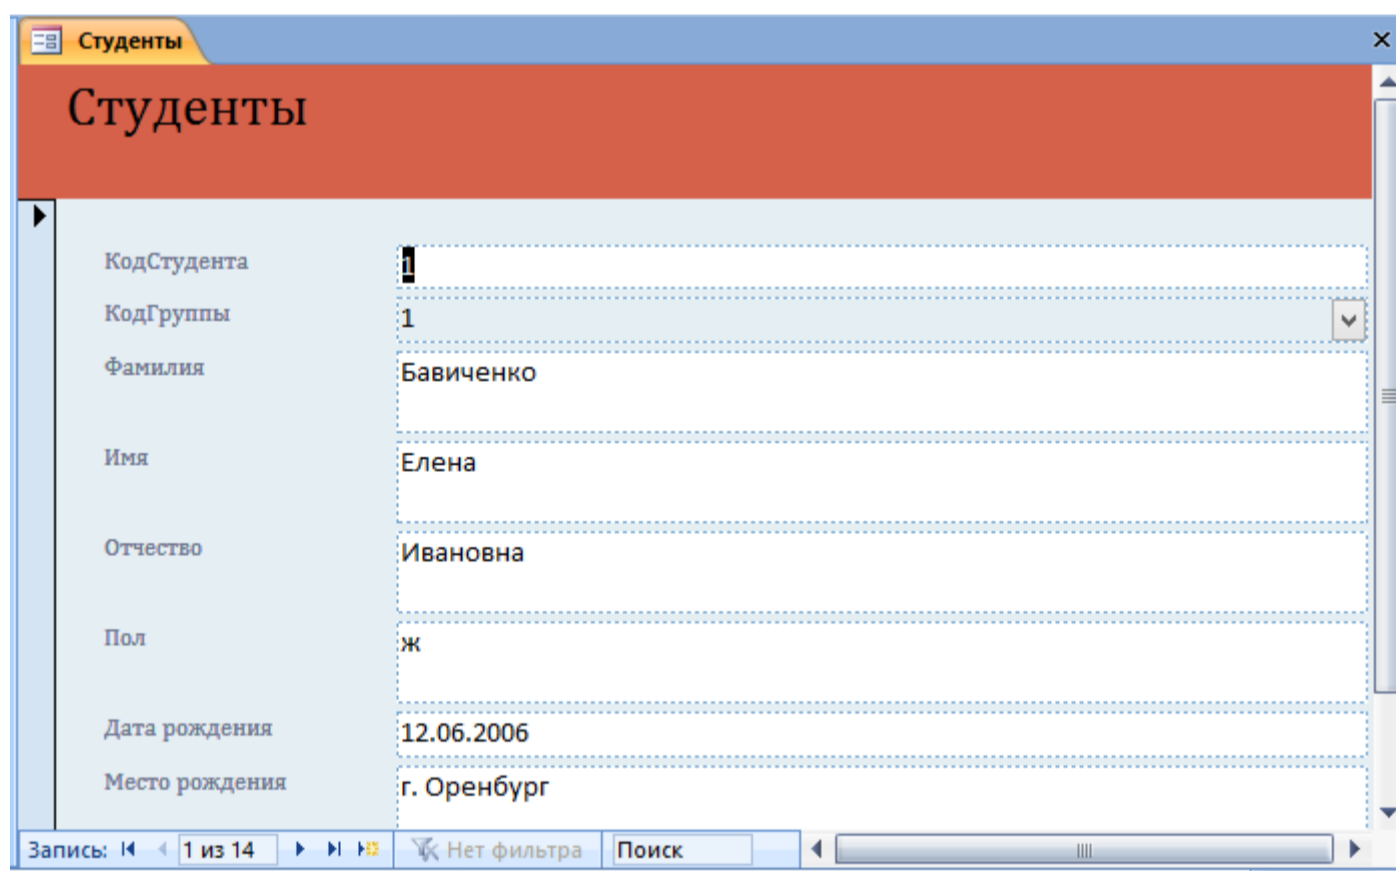 Студенты
Студенты
КодСтудента 1
КодГруппы 1
Фамилия Бавиченко
Имя Елена
Отчество Ивановна
Пол ж
Дата рождения 12.06.2006
Место рождения г. Оренбург
Запись: 1 из 14 Нет фильтра Поиск